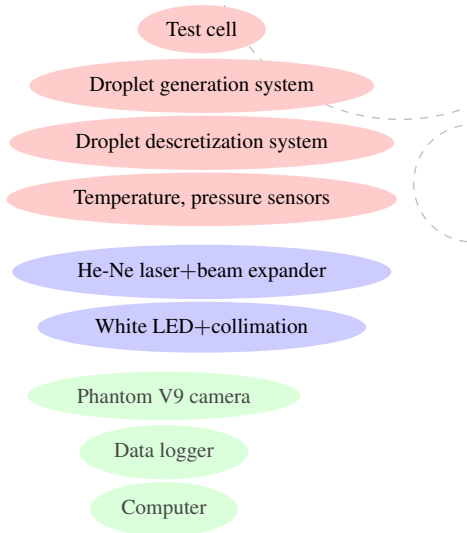 Test cell
Droplet generation system
Droplet descretization system
Temperature, pressure sensors
He-Ne laser+beam expander
White LED+collimation
Phantom V9 camera
Data logger
Computer